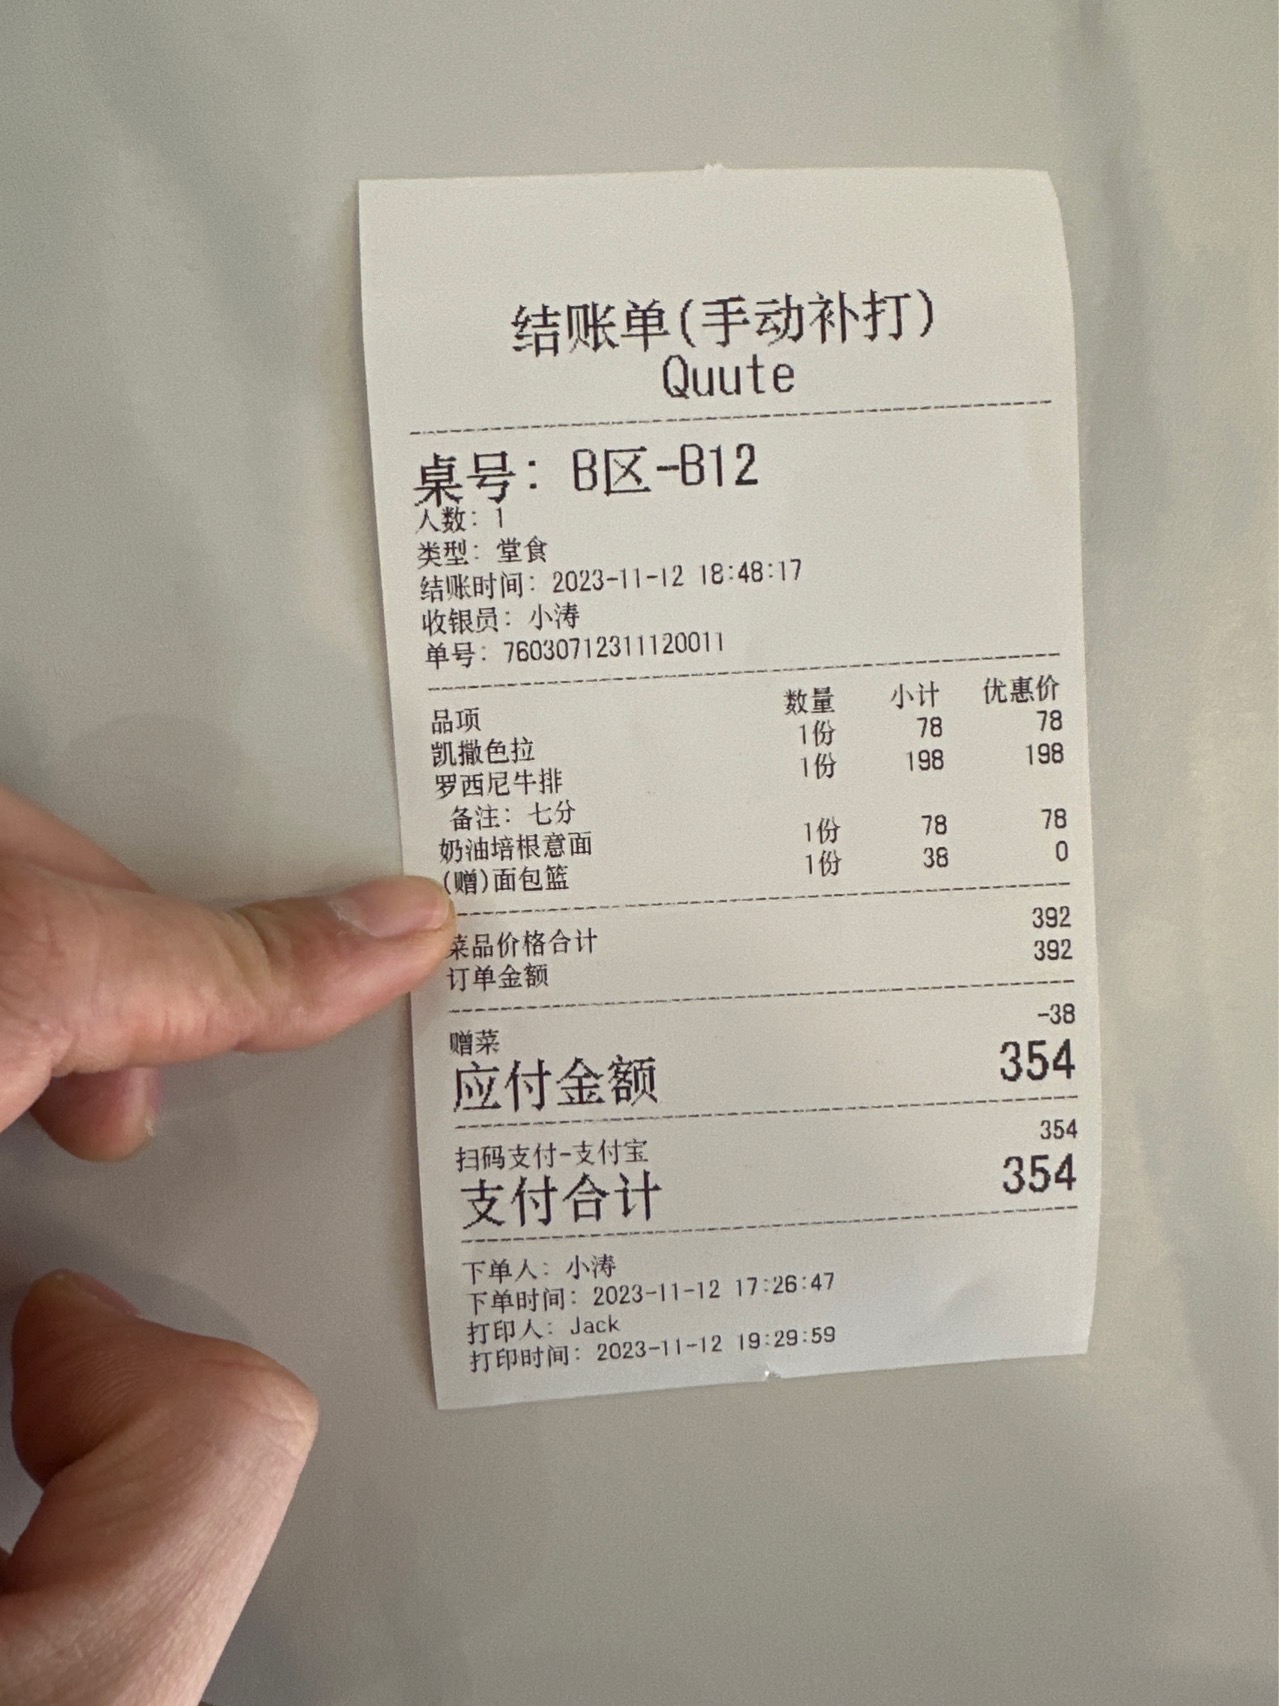 结账单(手动补打)
Quute
桌号: B区-B12
人数: 1
类型: 堂食
结账时间: 2023-11-12 18:48:17
收银员: 小涛
单号: 76030712311120011
品项 数量 小计 优惠价
凯撒色拉 1份 78 78
罗西尼牛排 1份 198 198
备注: 七分
奶油培根意面 1份 78 78
(赠)面包篮 1份 38 0
菜品价格合计 392
订单金额 392
赠菜 -38
应付金额 354
扫码支付-支付宝 354
支付合计 354
下单人: 小涛
下单时间: 2023-11-12 17:26:47
打印人: Jack
打印时间: 2023-11-12 19:29:59